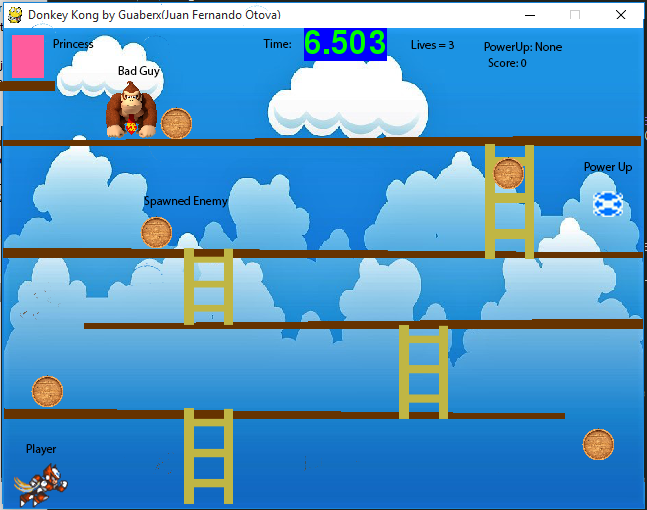 Donkey Kong by Guaberx(Juan Fernando Otova)
Princess
Time:
6.503
Lives = 3
PowerUp: None
Score: 0
Bad Guy
Power Up
Spawned Enemy
Player